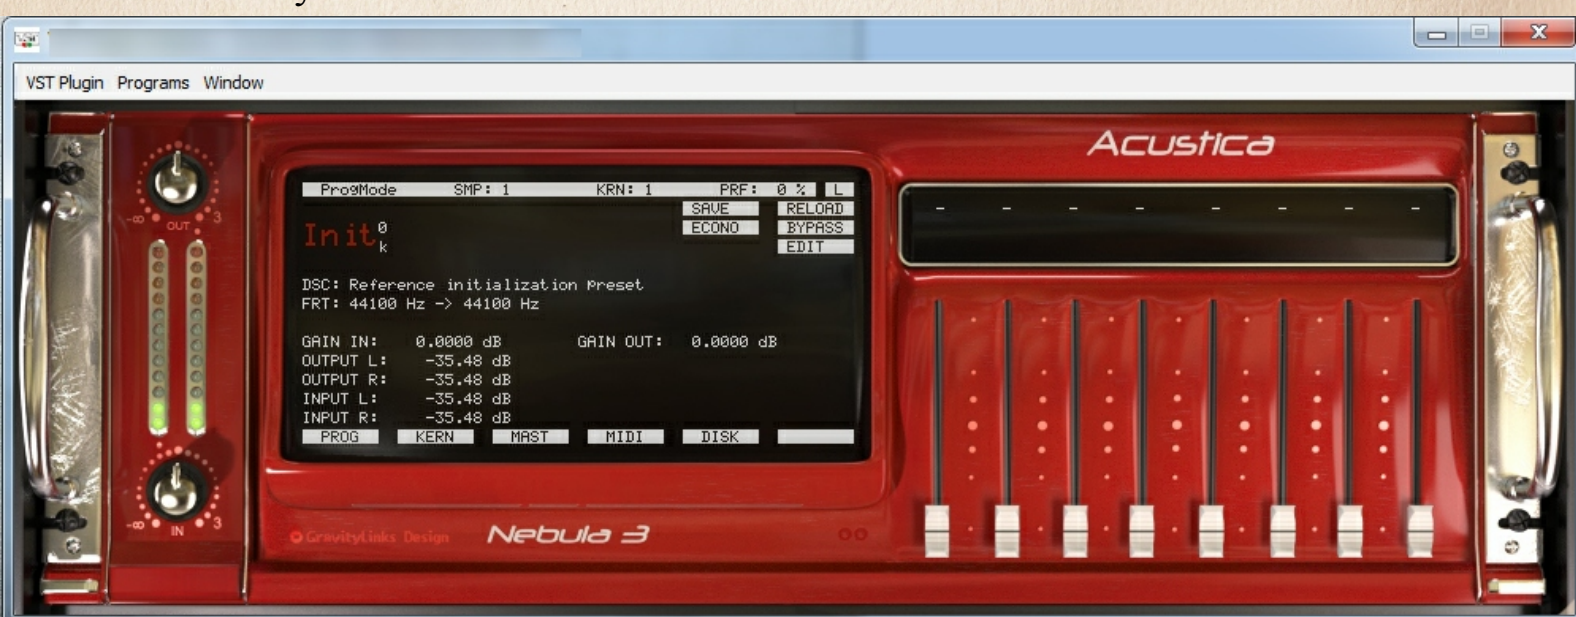 VST Plugin Programs Window
Acustica
ProgMode SMP: 1 KRN: 1 PRF: 0 % L
SAVE RELOAD
Init 0 ECONO BYPASS
k EDIT
DSC: Reference initialization preset
FRT: 44100 Hz -> 44100 Hz
GAIN IN: 0.0000 dB GAIN OUT: 0.0000 dB
OUTPUT L: -35.48 dB
OUTPUT R: -35.48 dB
INPUT L: -35.48 dB
INPUT R: -35.48 dB
PROG KERN MAST MIDI DISK
- - - - - - - -
-∞ OUT 3
-∞ IN 3
GravityLinks Design Nebula 3